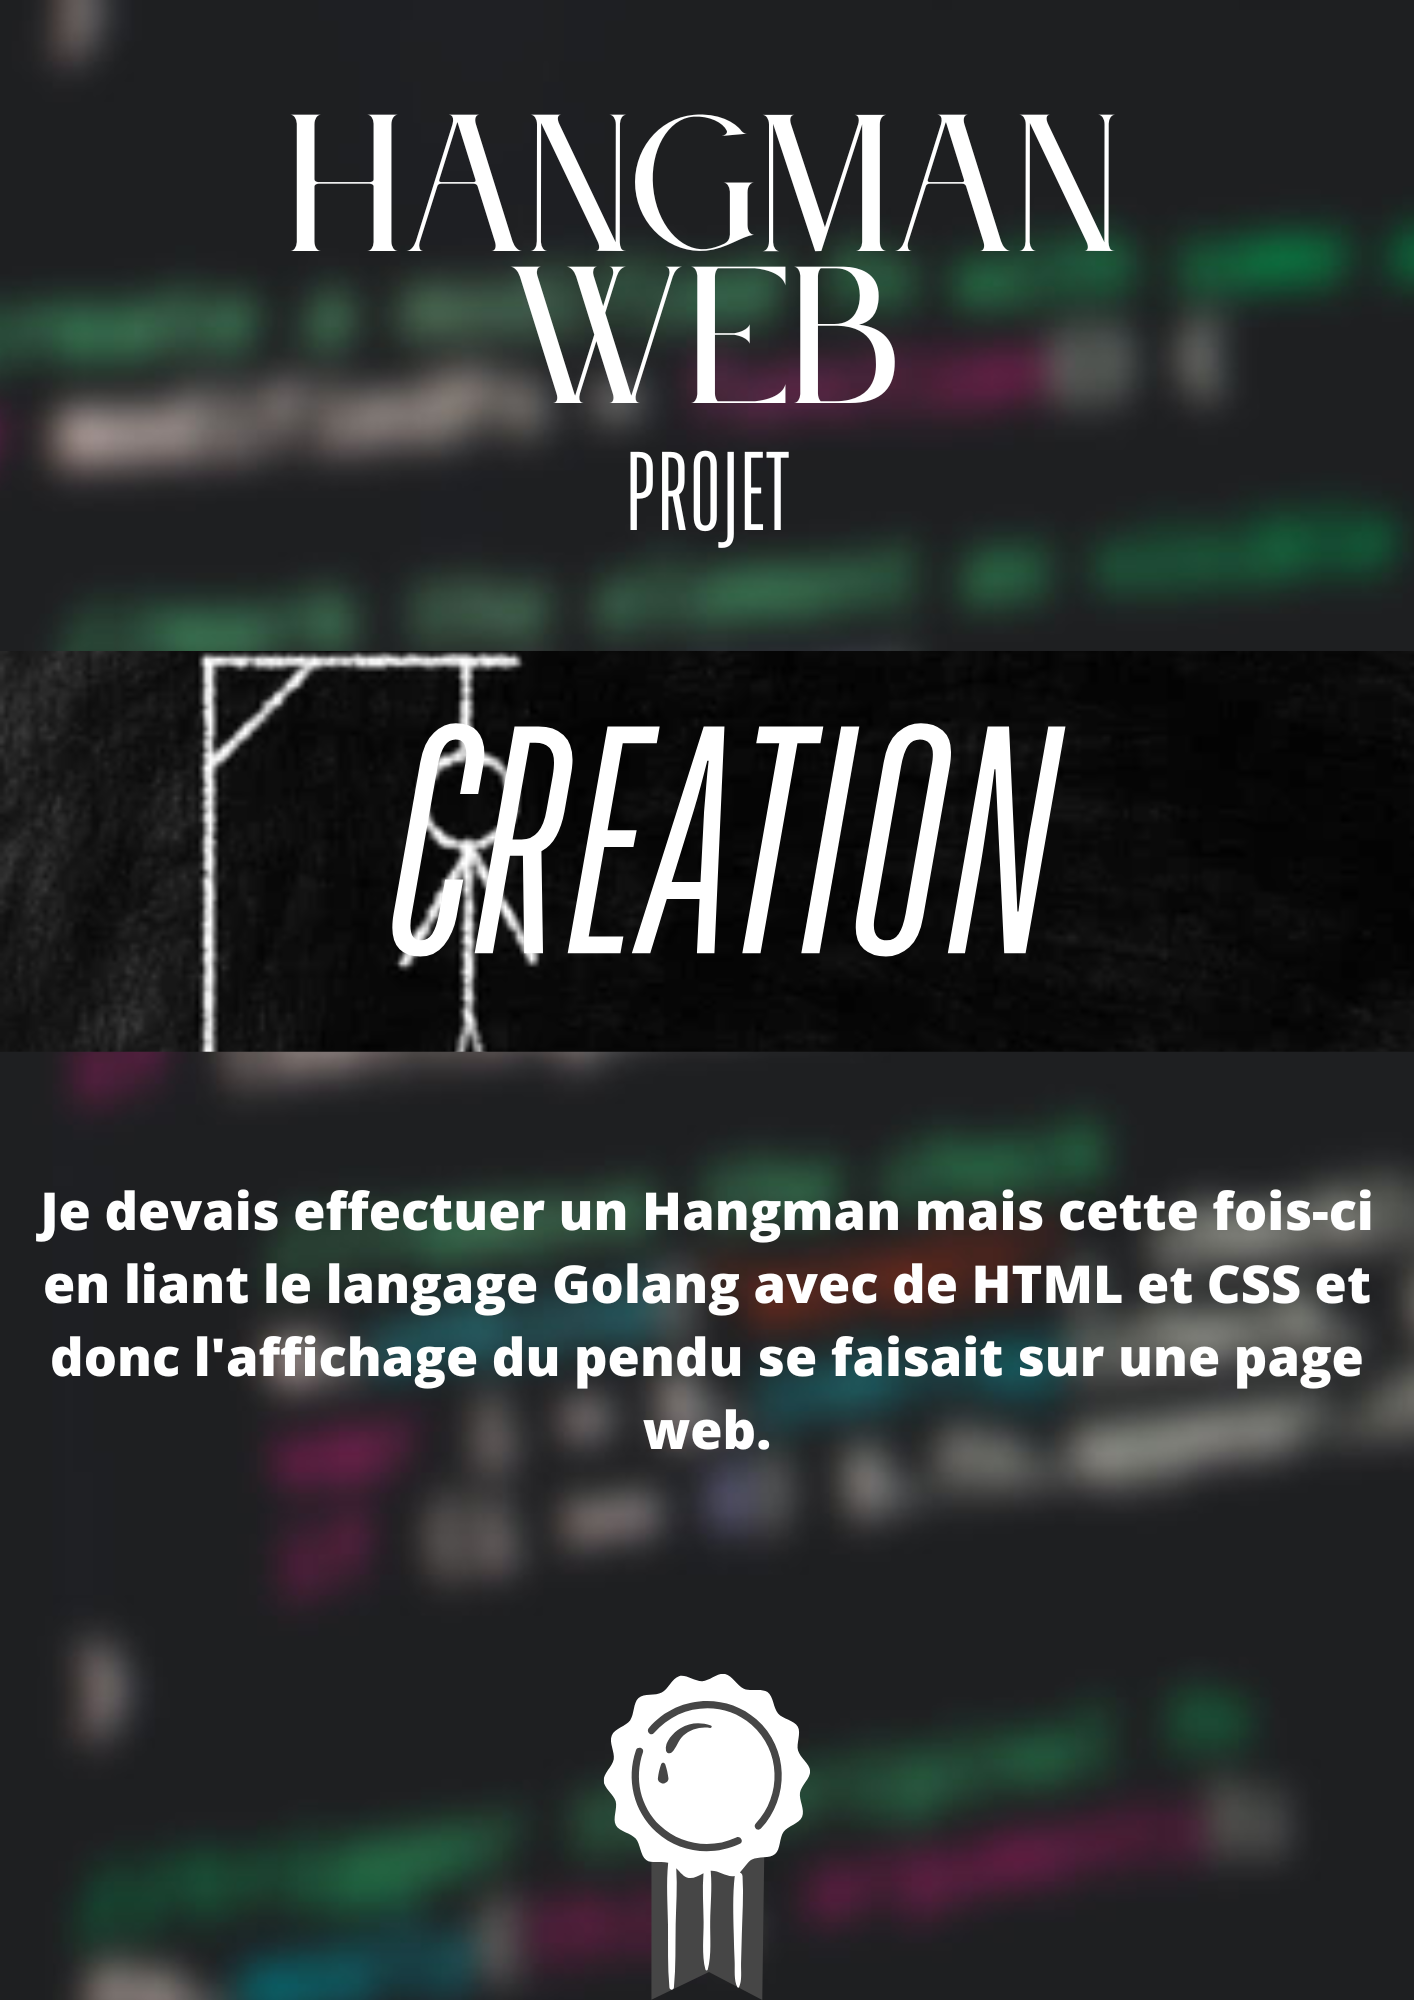 HANGMAN
WEB
PROJET
CREATION
Je devais effectuer un Hangman mais cette fois-ci
en liant le langage Golang avec de HTML et CSS et
donc l'affichage du pendu se faisait sur une page
web.